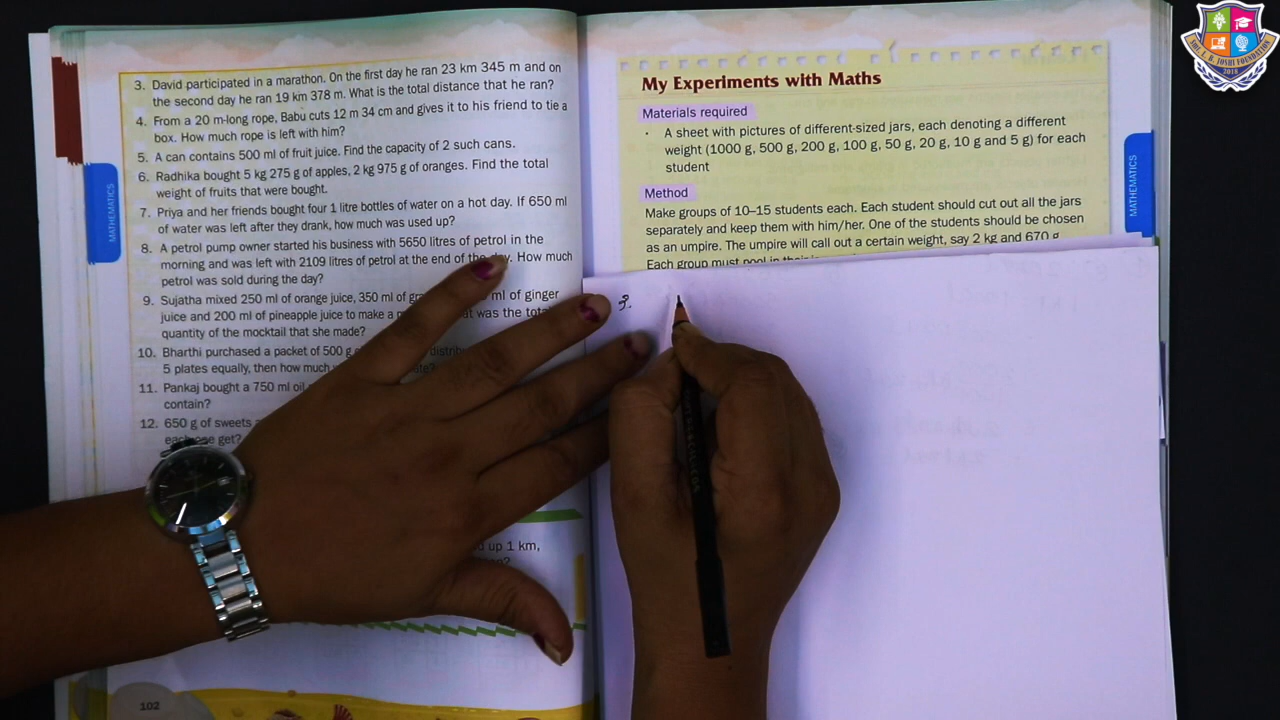 3. David participated in a marathon. On the first day he ran 23 km 345 m and on
the second day he ran 19 km 378 m. What is the total distance that he ran?
4. From a 20 m-long rope, Babu cuts 12 m 34 cm and gives it to his friend to tie a
box. How much rope is left with him?
5. A can contains 500 ml of fruit juice. Find the capacity of 2 such cans.
6. Radhika bought 5 kg 275 g of apples, 2 kg 975 g of oranges. Find the total
weight of fruits that were bought.
7. Priya and her friends bought four 1 litre bottles of water on a hot day. If 650 ml
of water was left after they drank, how much was used up?
8. A petrol pump owner started his business with 5650 litres of petrol in the
morning and was left with 2109 litres of petrol at the end of the day. How much
petrol was sold during the day?
9. Sujatha mixed 250 ml of orange juice, 350 ml of ml of ginger
juice and 200 ml of pineapple juice to make a was the total
quantity of the mocktail that she made?
10. Bharthi purchased a packet of 500 g
5 plates equally, then how much
11. Pankaj bought a 750 ml oil
contain?
12. 650 g of sweets
each one get?
up 1 km,
102
MATHEMATICS
My Experiments with Maths
Materials required
· A sheet with pictures of different-sized jars, each denoting a different
weight (1000 g, 500 g, 200 g, 100 g, 50 g, 20 g, 10 g and 5 g) for each
student
Method
Make groups of 10–15 students each. Each student should cut out all the jars
separately and keep them with him/her. One of the students should be chosen
as an umpire. The umpire will call out a certain weight, say 2 kg and 670 g
Each group must pool in their
MATHEMATICS
JOSHI FOUNDATION